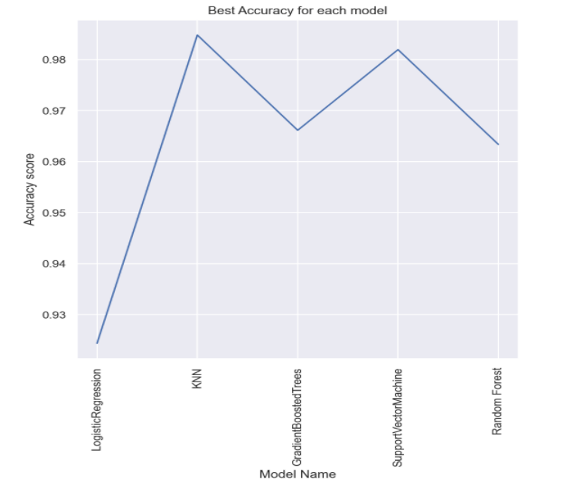 Best Accuracy for each model
0.98
0.97
0.96
0.95
0.94
0.93
Accuracy score
LogisticRegression
KNN
GradientBoostedTrees
SupportVectorMachine
Random Forest
Model Name